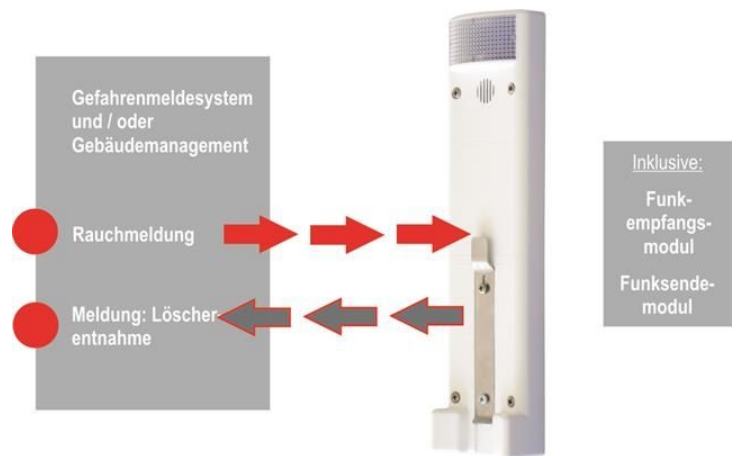 Gefahrenmeldesystem
und / oder
Gebäudemanagement
Rauchmeldung
Meldung: Löscher-
entnahme
Inklusive:
Funk-
empfangs-
modul
Funksende-
modul